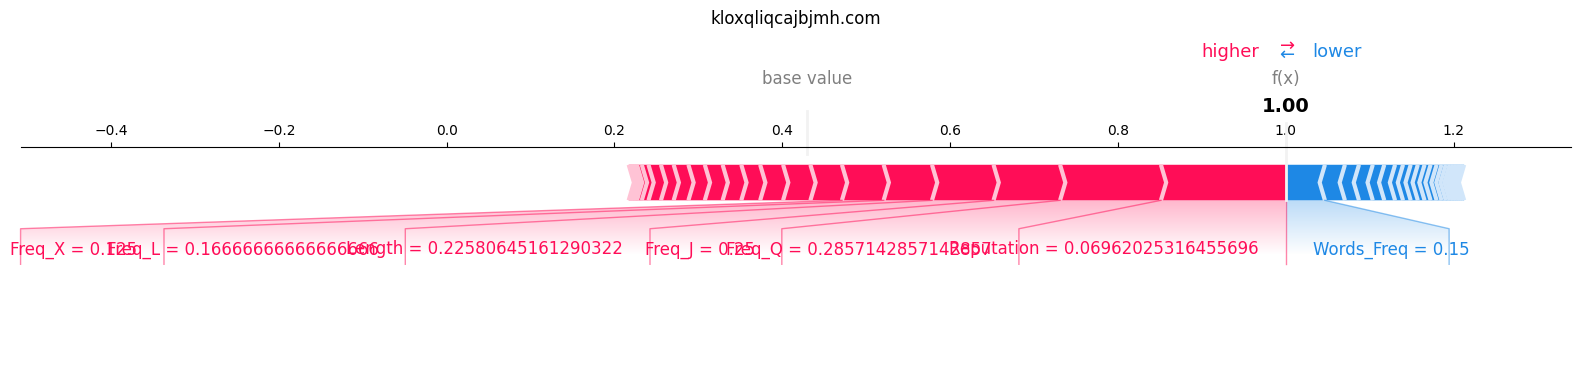 kloxqliqcajbjmh.com
higher ⇄ lower
base value f(x)
1.00
−0.4 −0.2 0.0 0.2 0.4 0.6 0.8 1.0 1.2
Freq_X = 0.125 Freq_L = 0.16666666666666666 Length = 0.22580645161290322 Freq_J = 0.25 Freq_Q = 0.2857142857142857 Reputation = 0.06962025316455696 Words_Freq = 0.15